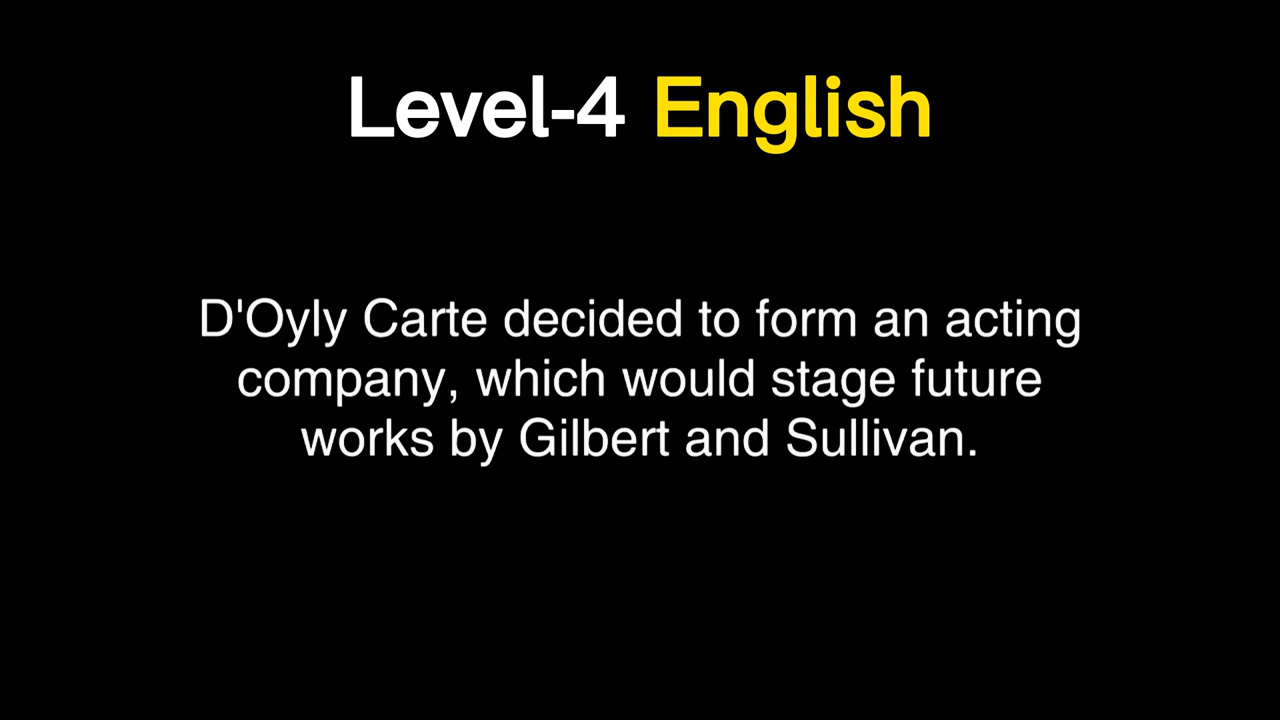 Level-4 English
D'Oyly Carte decided to form an acting
company, which would stage future
works by Gilbert and Sullivan.